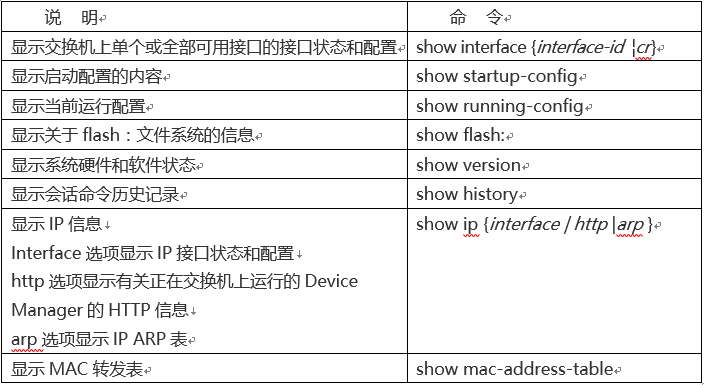 说 明 命 令
显示交换机上单个或全部可用接口的接口状态和配置 show interface {interface-id ¦cr}
显示启动配置的内容 show startup-config
显示当前运行配置 show running-config
显示关于 flash：文件系统的信息 show flash:
显示系统硬件和软件状态 show version
显示会话命令历史记录 show history
显示 IP 信息 show ip {interface | http |arp }
Interface 选项显示 IP 接口状态和配置
http 选项显示有关正在交换机上运行的 Device
Manager 的 HTTP 信息
arp 选项显示 IP ARP 表
显示 MAC 转发表 show mac-address-table